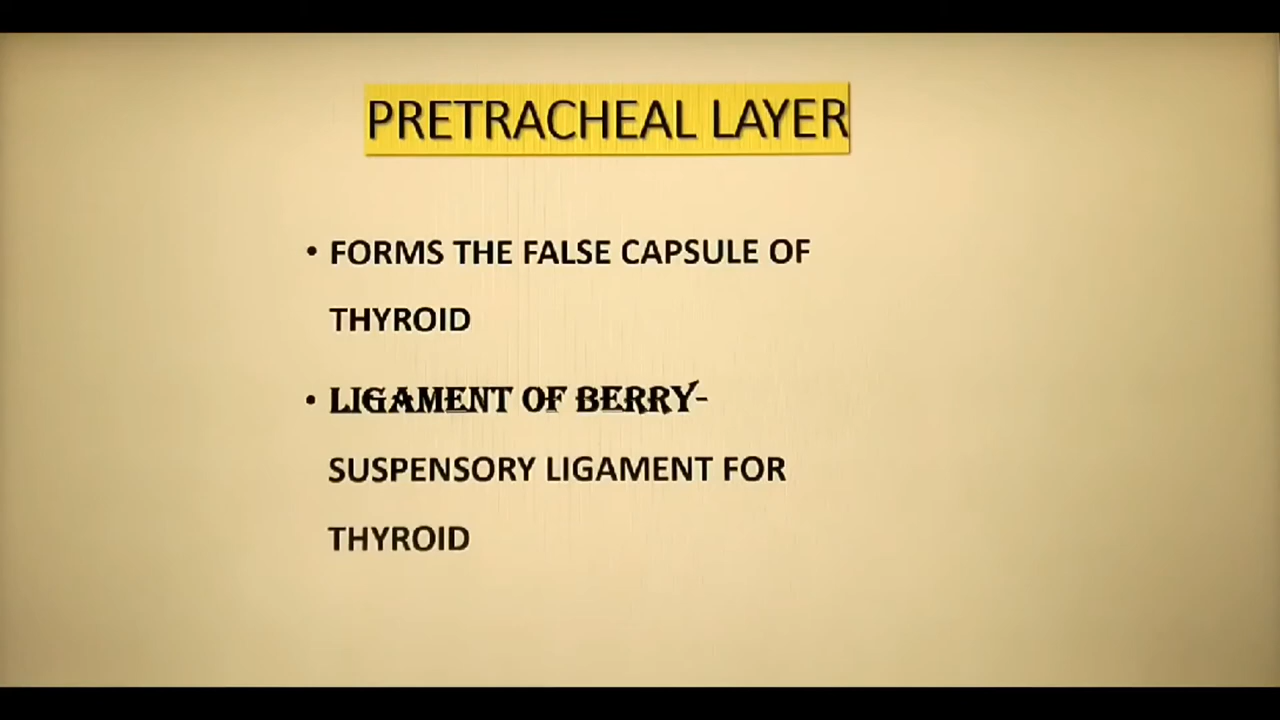 PRETRACHEAL LAYER
• FORMS THE FALSE CAPSULE OF
THYROID
• LIGAMENT OF BERRY-
SUSPENSORY LIGAMENT FOR
THYROID